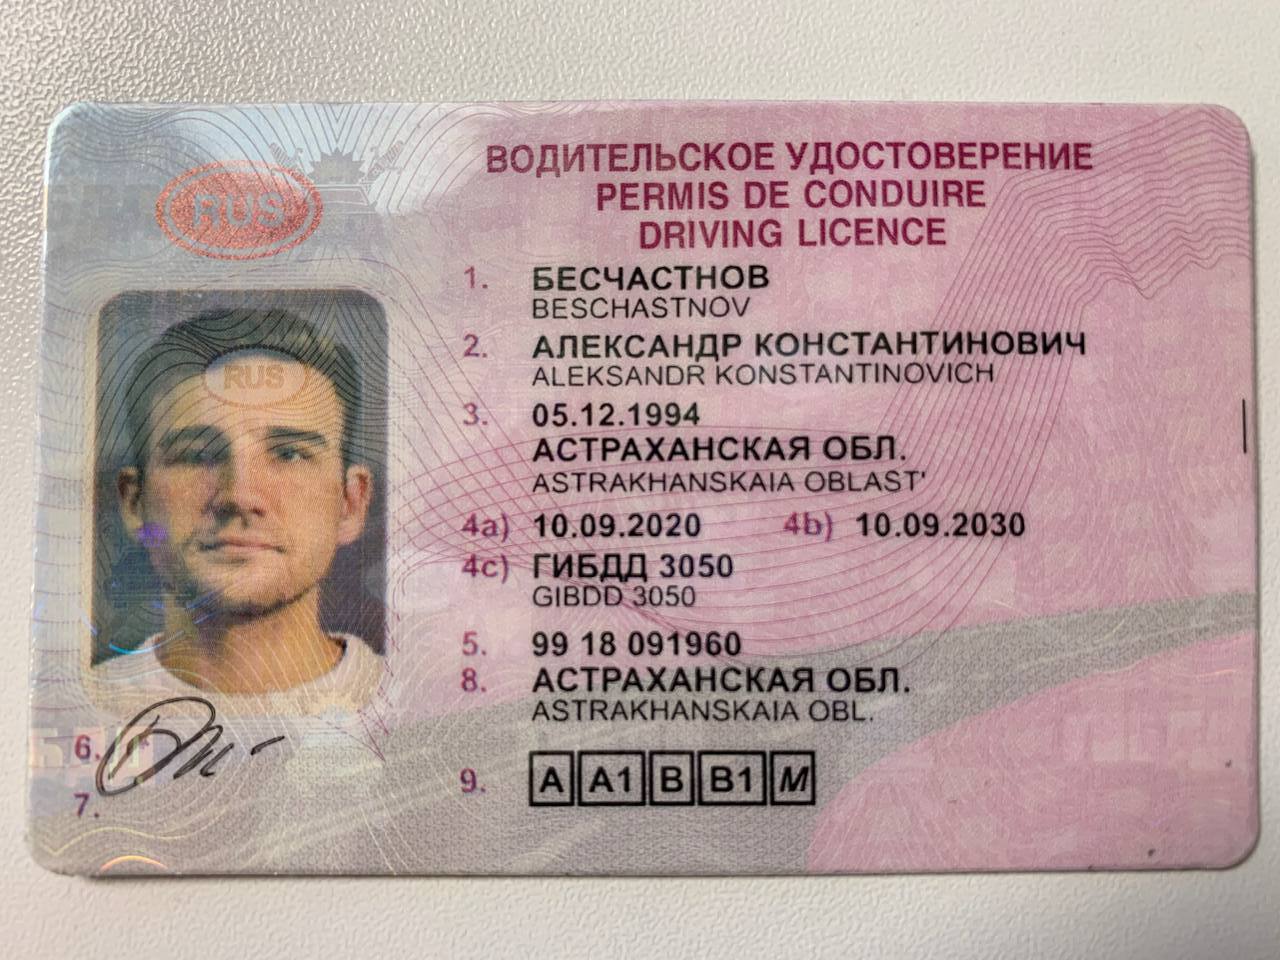 RUS
ВОДИТЕЛЬСКОЕ УДОСТОВЕРЕНИЕ
PERMIS DE CONDUIRE
DRIVING LICENCE
1. БЕСЧАСТНОВ
BESCHASTNOV
2. АЛЕКСАНДР КОНСТАНТИНОВИЧ
ALEKSANDR KONSTANTINOVICH
RUS
3. 05.12.1994
АСТРАХАНСКАЯ ОБЛ.
ASTRAKHANSKAIA OBLAST'
4a) 10.09.2020 4b) 10.09.2030
4c) ГИБДД 3050
GIBDD 3050
5. 99 18 091960
8. АСТРАХАНСКАЯ ОБЛ.
ASTRAKHANSKAIA OBL.
6.
7.
9. A A1 B B1 M